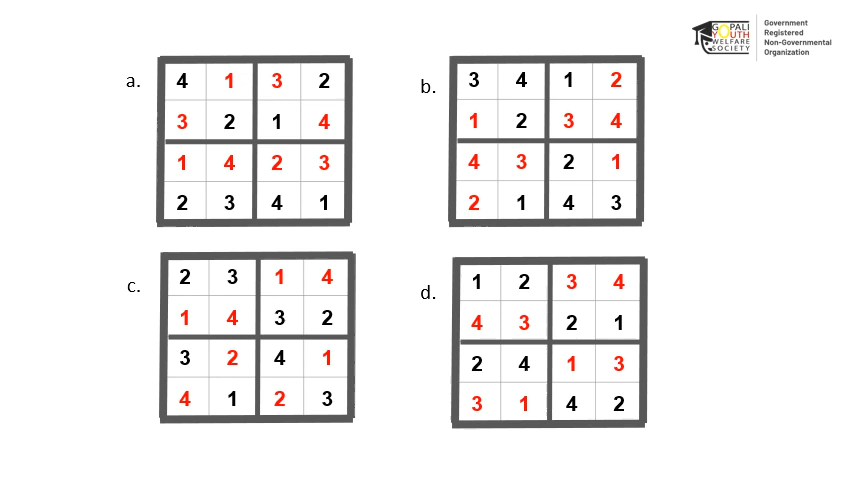 GOPALI
YOUTH
WELFARE
SOCIETY
Government
Registered
Non-Governmental
Organization
a.
4 1 3 2
3 2 1 4
1 4 2 3
2 3 4 1
b.
3 4 1 2
1 2 3 4
4 3 2 1
2 1 4 3
c.
2 3 1 4
1 4 3 2
3 2 4 1
4 1 2 3
d.
1 2 3 4
4 3 2 1
2 4 1 3
3 1 4 2